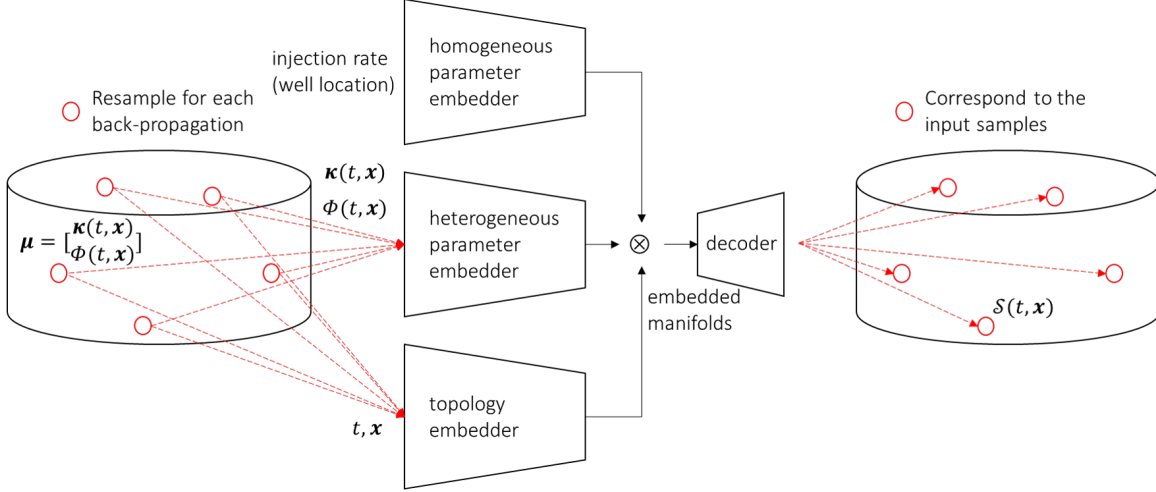 injection rate
(well location)
homogeneous
parameter
embedder
Resample for each
back-propagation
Correspond to the
input samples
𝝁 = [𝜿(t, 𝒙)
Φ(t, 𝒙)]
𝜿(t, 𝒙)
Φ(t, 𝒙)
heterogeneous
parameter
embedder
⊗
decoder
embedded
manifolds
𝒮(t, 𝒙)
t, 𝒙
topology
embedder